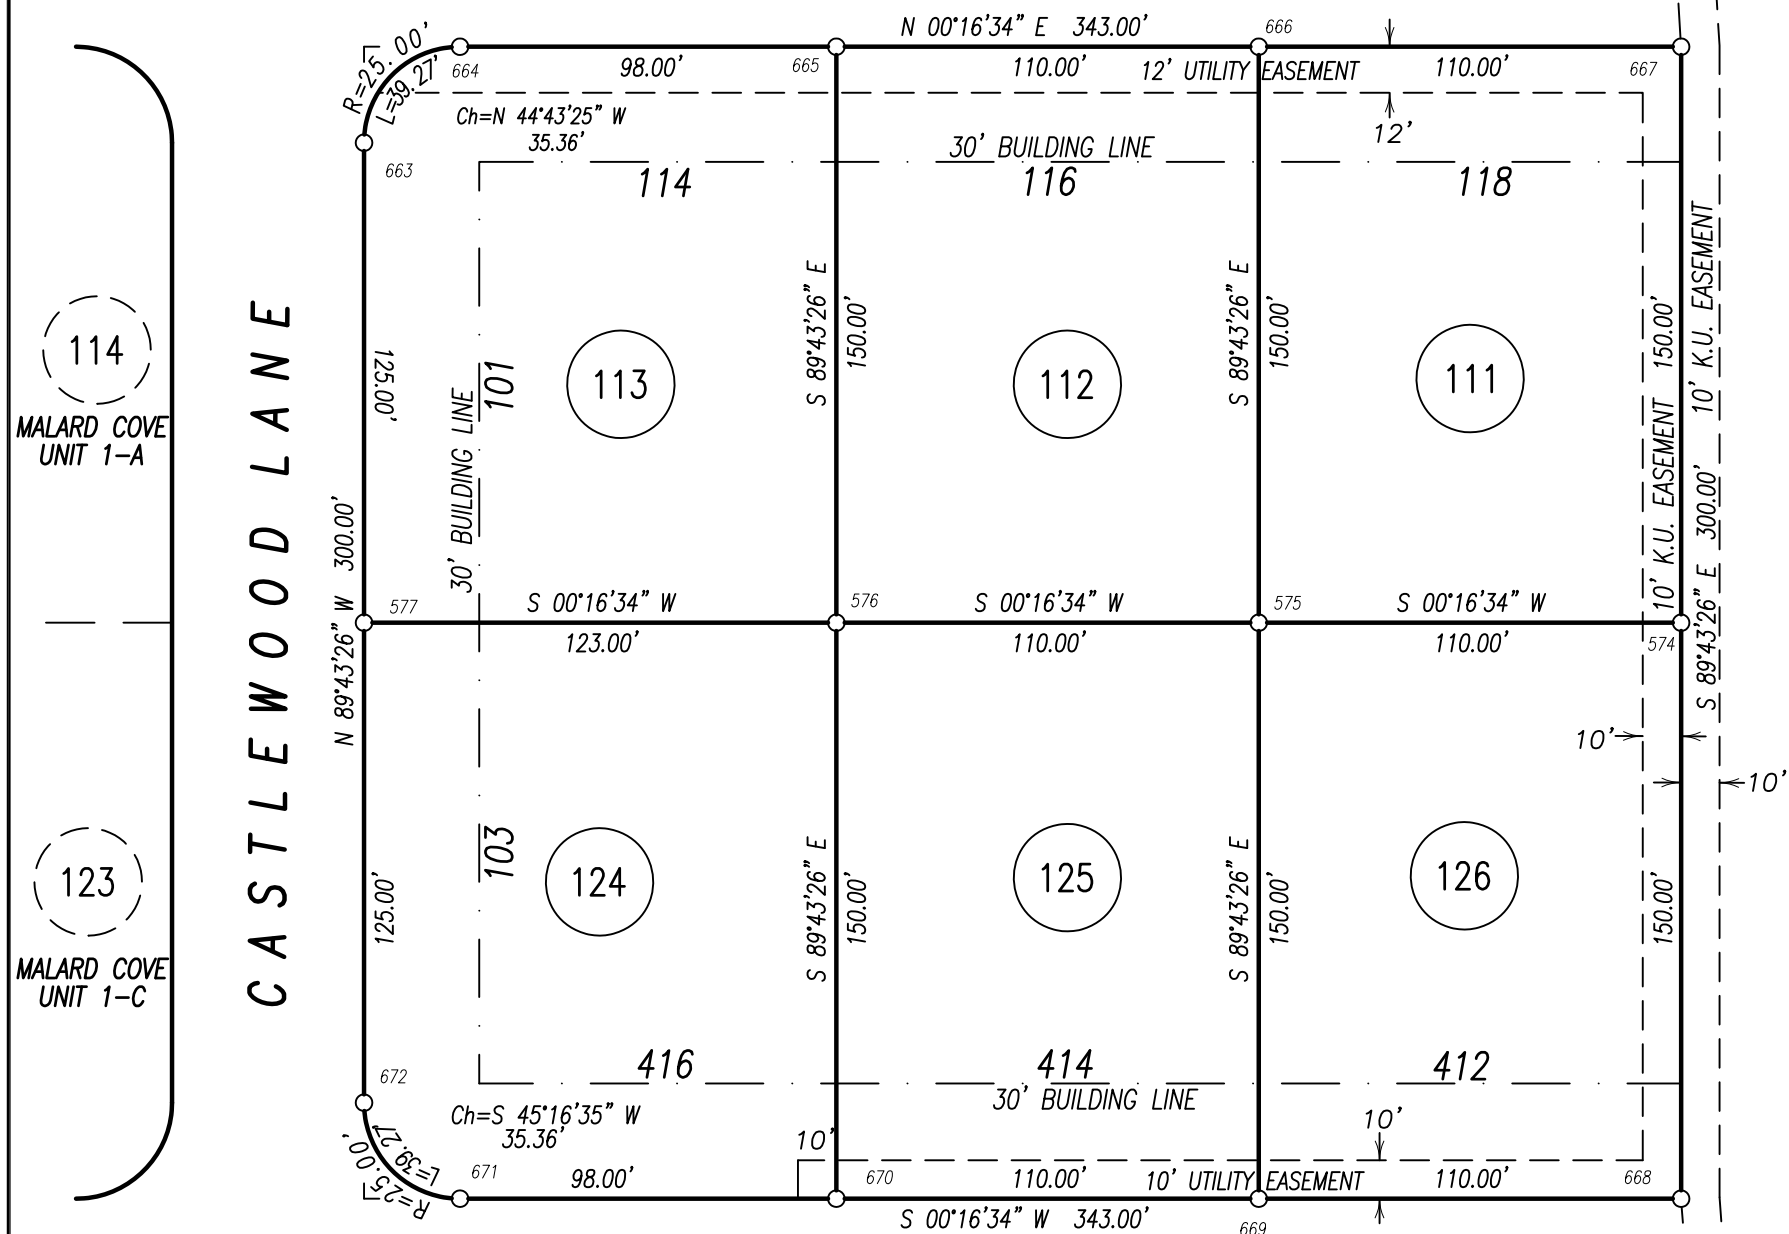 N 00°16'34" E 343.00'
666
R=25.00'
L=39.27'
664
98.00'
665
110.00'
12' UTILITY EASEMENT
110.00'
667
Ch=N 44°43'25" W
35.36'
12'
30' BUILDING LINE
663
114
116
118
S 89°43'26" E
150.00'
S 89°43'26" E
150.00'
150.00'
10' K.U. EASEMENT
10' K.U. EASEMENT
114
MALARD COVE
UNIT 1-A
CASTLEWOOD LANE
125.00'
101
30' BUILDING LINE
113
112
111
N 89°43'26" W 300.00'
S 89°43'26" E 300.00'
10' K.U. EASEMENT
577
S 00°16'34" W
576
S 00°16'34" W
575
S 00°16'34" W
123.00'
110.00'
110.00'
574
10'
10'
103
123
MALARD COVE
UNIT 1-C
125.00'
124
S 89°43'26" E
150.00'
125
S 89°43'26" E
150.00'
126
150.00'
416
414
412
672
30' BUILDING LINE
Ch=S 45°16'35" W
35.36'
10'
10'
L=39.27
R=25.00'
671
98.00'
670
110.00'
10' UTILITY EASEMENT
110.00'
668
S 00°16'34" W 343.00'
669